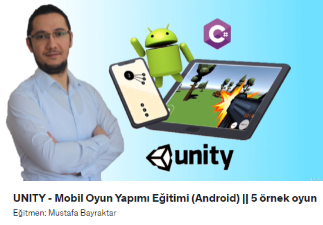 C#
unity
UNITY - Mobil Oyun Yapımı Eğitimi (Android) || 5 örnek oyun
Eğitmen: Mustafa Bayraktar